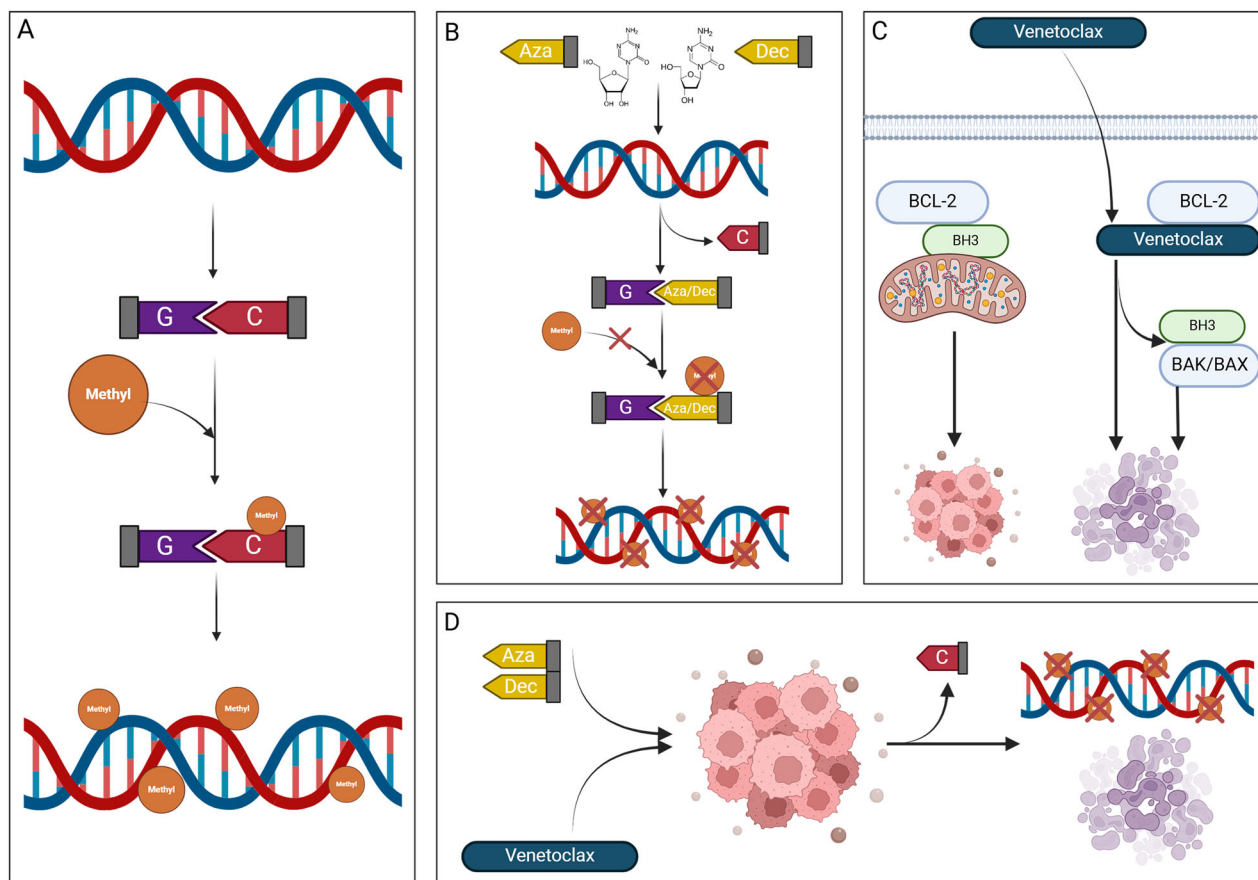 A
G
C
Methyl
Methyl
G
C
Methyl
Methyl
Methyl
Methyl
B
Aza
Dec
NH₂
N
N
N
O
HO
O
OH
OH
NH₂
N
N
N
O
HO
O
OH
C
G
Aza/Dec
Methyl
Methyl
G
Aza/Dec
C
Venetoclax
BCL-2
BH3
BCL-2
Venetoclax
BH3
BAK/BAX
D
Aza
Dec
Venetoclax
C